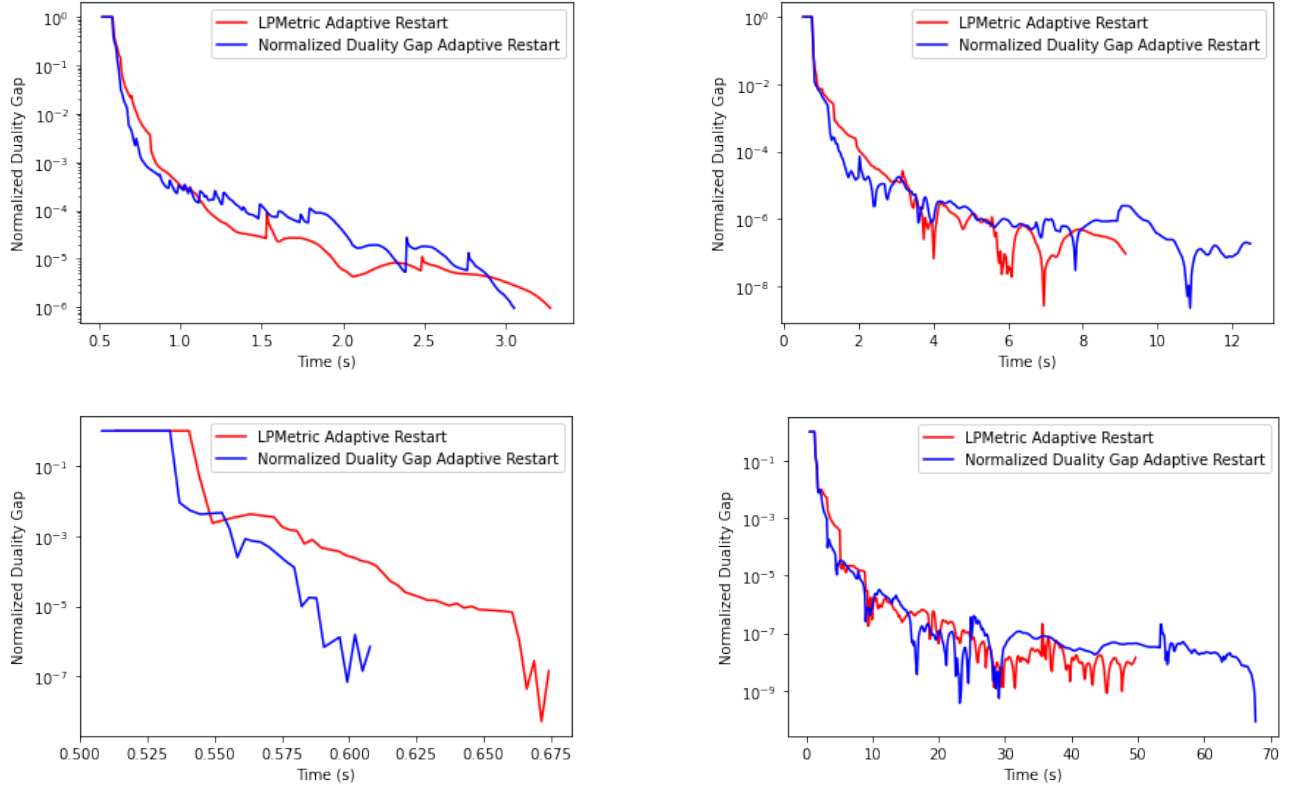 10⁰
10⁻¹
10⁻²
10⁻³
10⁻⁴
10⁻⁵
10⁻⁶
Normalized Duality Gap
LPMetric Adaptive Restart
Normalized Duality Gap Adaptive Restart
0.5 1.0 1.5 2.0 2.5 3.0
Time (s)
10⁰
10⁻²
10⁻⁴
10⁻⁶
10⁻⁸
Normalized Duality Gap
LPMetric Adaptive Restart
Normalized Duality Gap Adaptive Restart
0 2 4 6 8 10 12
Time (s)
10⁻¹
10⁻³
10⁻⁵
10⁻⁷
Normalized Duality Gap
LPMetric Adaptive Restart
Normalized Duality Gap Adaptive Restart
0.500 0.525 0.550 0.575 0.600 0.625 0.650 0.675
Time (s)
10⁻¹
10⁻³
10⁻⁵
10⁻⁷
10⁻⁹
Normalized Duality Gap
LPMetric Adaptive Restart
Normalized Duality Gap Adaptive Restart
0 10 20 30 40 50 60 70
Time (s)